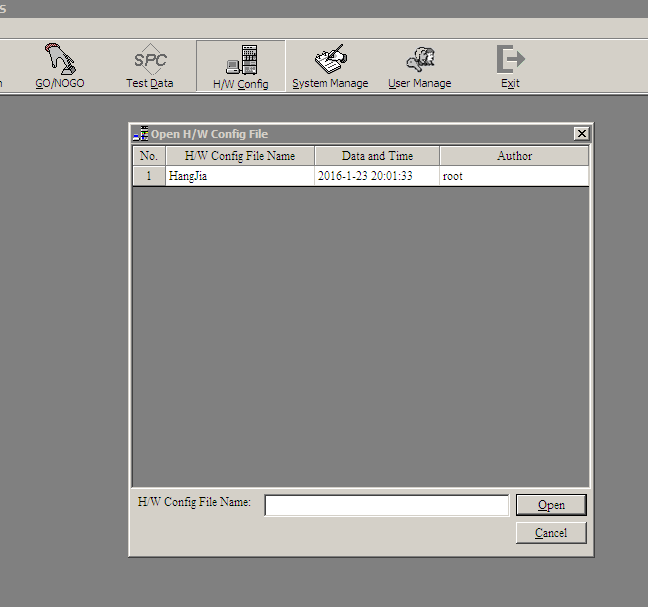 S
n
GO/NOGO
SPC
Test Data
H/W Config
System Manage
User Manage
Exit
Open H/W Config File
No. H/W Config File Name Data and Time Author
1 HangJia 2016-1-23 20:01:33 root
H/W Config File Name:
Open
Cancel